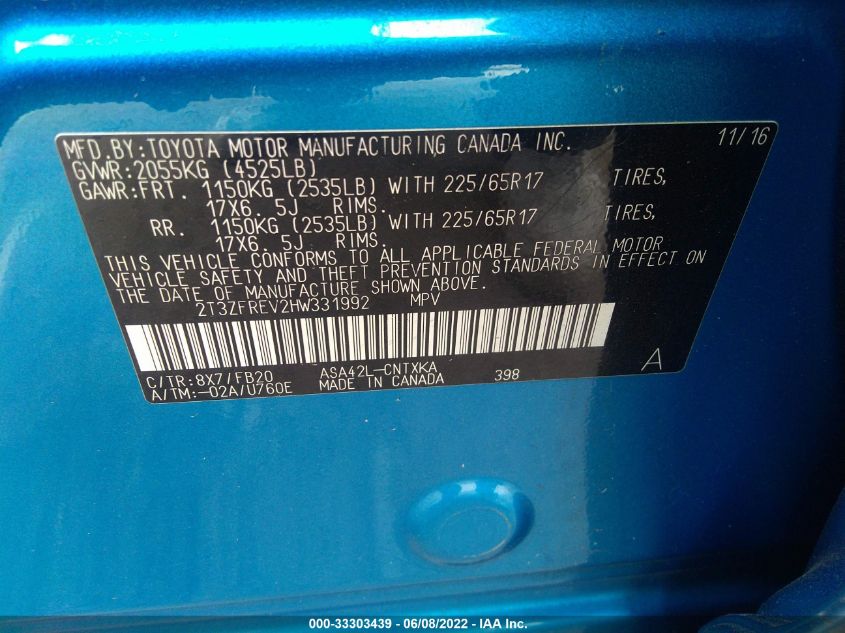 MFD.BY:TOYOTA MOTOR MANUFACTURING CANADA INC. 11/16
GVWR:2055KG (4525LB)
GAWR:FRT. 1150KG (2535LB) WITH 225/65R17 TIRES,
17X6.5J RIMS.
RR. 1150KG (2535LB) WITH 225/65R17 TIRES,
17X6.5J RIMS.
THIS VEHICLE CONFORMS TO ALL APPLICABLE FEDERAL MOTOR
VEHICLE SAFETY AND THEFT PREVENTION STANDARDS IN EFFECT ON
THE DATE OF MANUFACTURE SHOWN ABOVE.
2T3ZFREV2HW331992 MPV
C/TR:8X7/FB20 ASA42L-CNTXKA 398 A
A/TM:-02A/U760E MADE IN CANADA
000-33303439 - 06/08/2022 - IAA Inc.